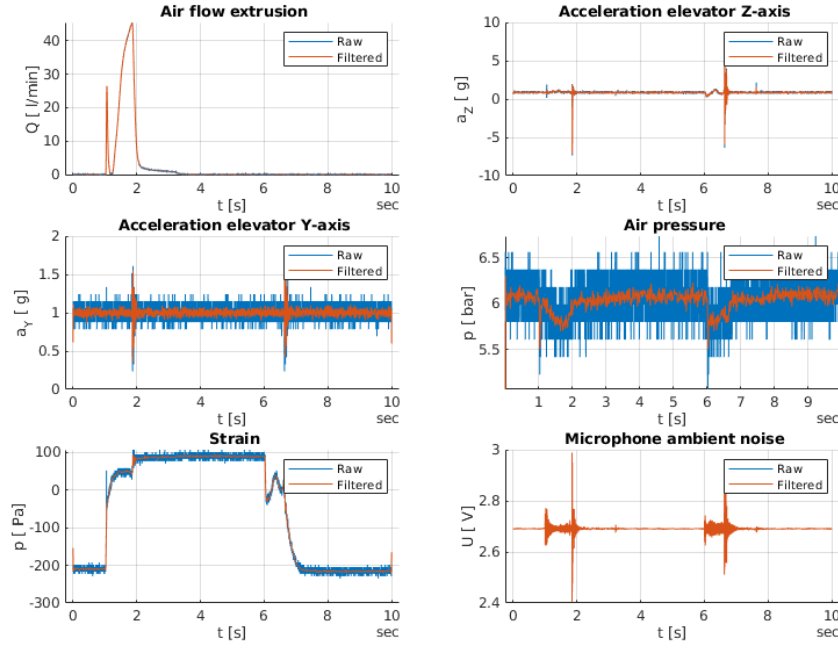 Air flow extrusion
Q [ l/min]
40
30
20
10
0
Raw
Filtered
0 2 4 6 8 10
t [s] sec
Acceleration elevator Z-axis
a_Z [ g]
10
5
0
-5
-10
Raw
Filtered
0 2 4 6 8 10
t [s] sec
Acceleration elevator Y-axis
a_Y [ g]
2
1.5
1
0.5
0
Raw
Filtered
0 2 4 6 8 10
t [s] sec
Air pressure
p [ bar]
6.5
6
5.5
Raw
Filtered
1 2 3 4 5 6 7 8 9
t [s] sec
Strain
p [ Pa]
100
0
-100
-200
-300
Raw
Filtered
0 2 4 6 8 10
t [s] sec
Microphone ambient noise
U [ V]
3
2.8
2.6
2.4
Raw
Filtered
0 2 4 6 8 10
t [s] sec